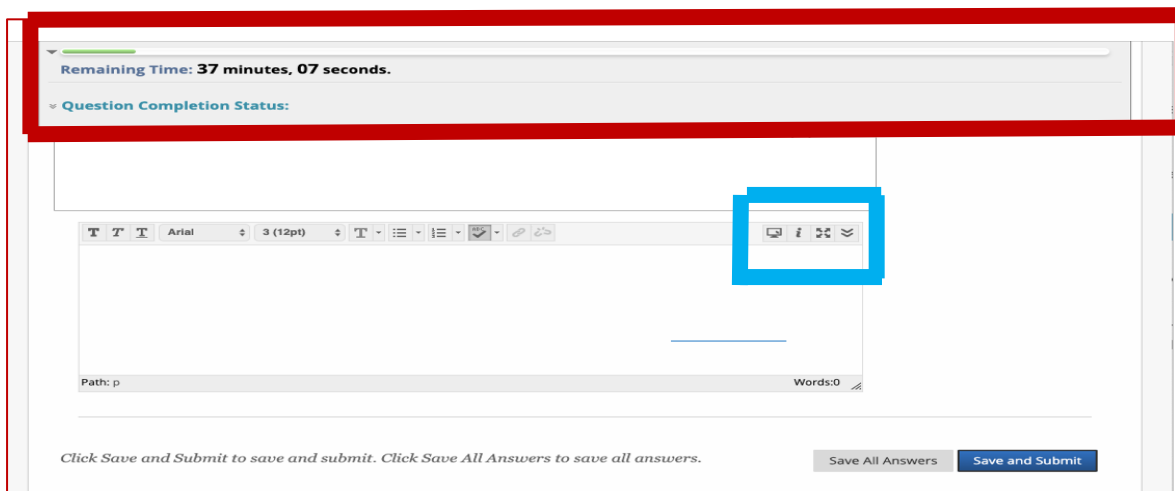 Remaining Time: 37 minutes, 07 seconds.
Question Completion Status:
T T T Arial 3 (12pt) T i
Path: p Words:0
Click Save and Submit to save and submit. Click Save All Answers to save all answers. Save All Answers Save and Submit